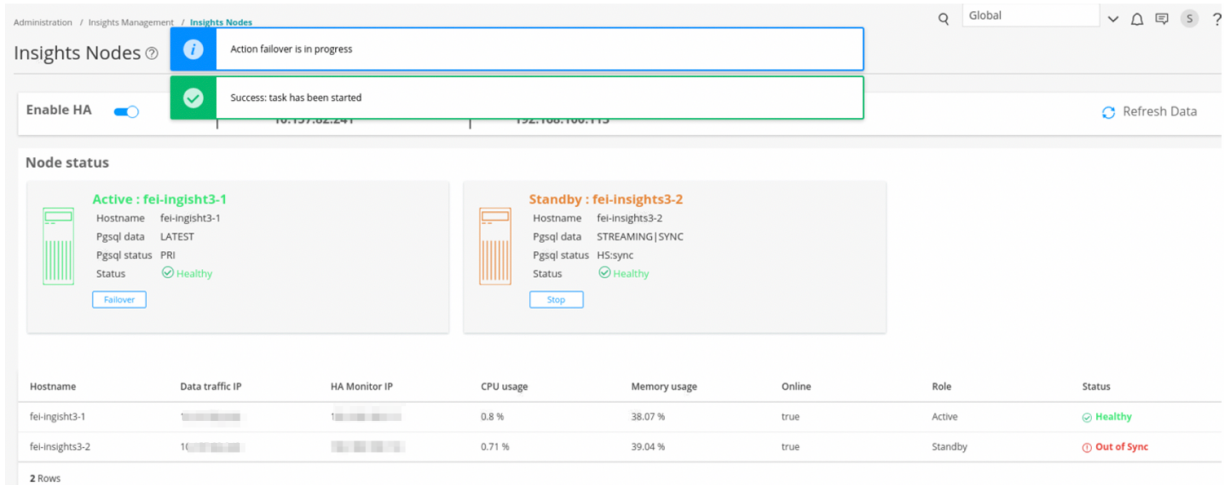 Administration / Insights Management / Insights Nodes
Global
S
?
Insights Nodes ?
Action failover is in progress
Success: task has been started
Enable HA
Refresh Data
Node status
Active : fei-ingisht3-1
Hostname fei-ingisht3-1
Pgsql data LATEST
Pgsql status PRI
Status Healthy
Failover
Standby : fei-insights3-2
Hostname fei-insights3-2
Pgsql data STREAMING|SYNC
Pgsql status HS:sync
Status Healthy
Stop
Hostname Data traffic IP HA Monitor IP CPU usage Memory usage Online Role Status
fei-ingisht3-1 0.8 % 38.07 % true Active Healthy
fei-insights3-2 0.71 % 39.04 % true Standby Out of Sync
2 Rows